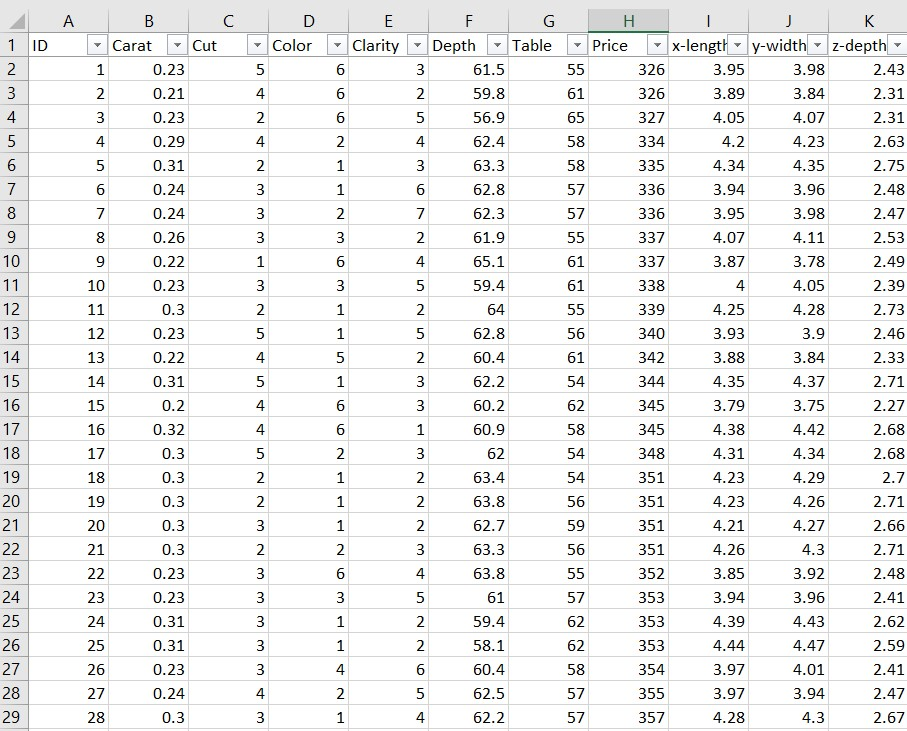 A B C D E F G H I J K
1 ID Carat Cut Color Clarity Depth Table Price x-length y-width z-depth
2 1 0.23 5 6 3 61.5 55 326 3.95 3.98 2.43
3 2 0.21 4 6 2 59.8 61 326 3.89 3.84 2.31
4 3 0.23 2 6 5 56.9 65 327 4.05 4.07 2.31
5 4 0.29 4 2 4 62.4 58 334 4.2 4.23 2.63
6 5 0.31 2 1 3 63.3 58 335 4.34 4.35 2.75
7 6 0.24 3 1 6 62.8 57 336 3.94 3.96 2.48
8 7 0.24 3 2 7 62.3 57 336 3.95 3.98 2.47
9 8 0.26 3 3 2 61.9 55 337 4.07 4.11 2.53
10 9 0.22 1 6 4 65.1 61 337 3.87 3.78 2.49
11 10 0.23 3 3 5 59.4 61 338 4 4.05 2.39
12 11 0.3 2 1 2 64 55 339 4.25 4.28 2.73
13 12 0.23 5 1 5 62.8 56 340 3.93 3.9 2.46
14 13 0.22 4 5 2 60.4 61 342 3.88 3.84 2.33
15 14 0.31 5 1 3 62.2 54 344 4.35 4.37 2.71
16 15 0.2 4 6 3 60.2 62 345 3.79 3.75 2.27
17 16 0.32 4 6 1 60.9 58 345 4.38 4.42 2.68
18 17 0.3 5 2 3 62 54 348 4.31 4.34 2.68
19 18 0.3 2 1 2 63.4 54 351 4.23 4.29 2.7
20 19 0.3 2 1 2 63.8 56 351 4.23 4.26 2.71
21 20 0.3 3 1 2 62.7 59 351 4.21 4.27 2.66
22 21 0.3 2 2 3 63.3 56 351 4.26 4.3 2.71
23 22 0.23 3 6 4 63.8 55 352 3.85 3.92 2.48
24 23 0.23 3 3 5 61 57 353 3.94 3.96 2.41
25 24 0.31 3 1 2 59.4 62 353 4.39 4.43 2.62
26 25 0.31 3 1 2 58.1 62 353 4.44 4.47 2.59
27 26 0.23 3 4 6 60.4 58 354 3.97 4.01 2.41
28 27 0.24 4 2 5 62.5 57 355 3.97 3.94 2.47
29 28 0.3 3 1 4 62.2 57 357 4.28 4.3 2.67